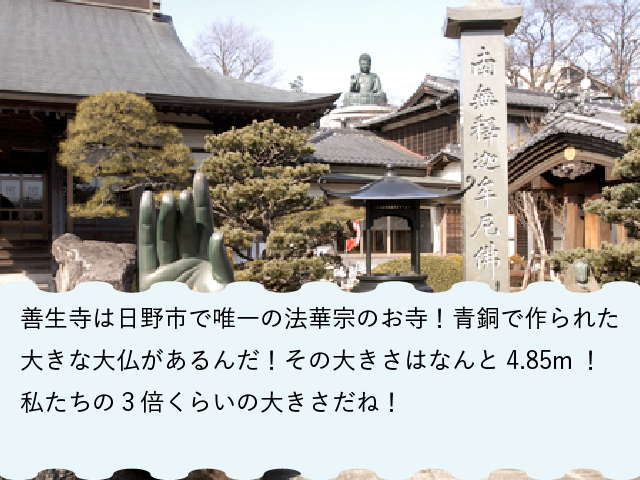 南無釋迦牟尼佛
善生寺は日野市で唯一の法華宗のお寺！青銅で作られた
大きな大仏があるんだ！その大きさはなんと 4.85m ！
私たちの３倍くらいの大きさだね！